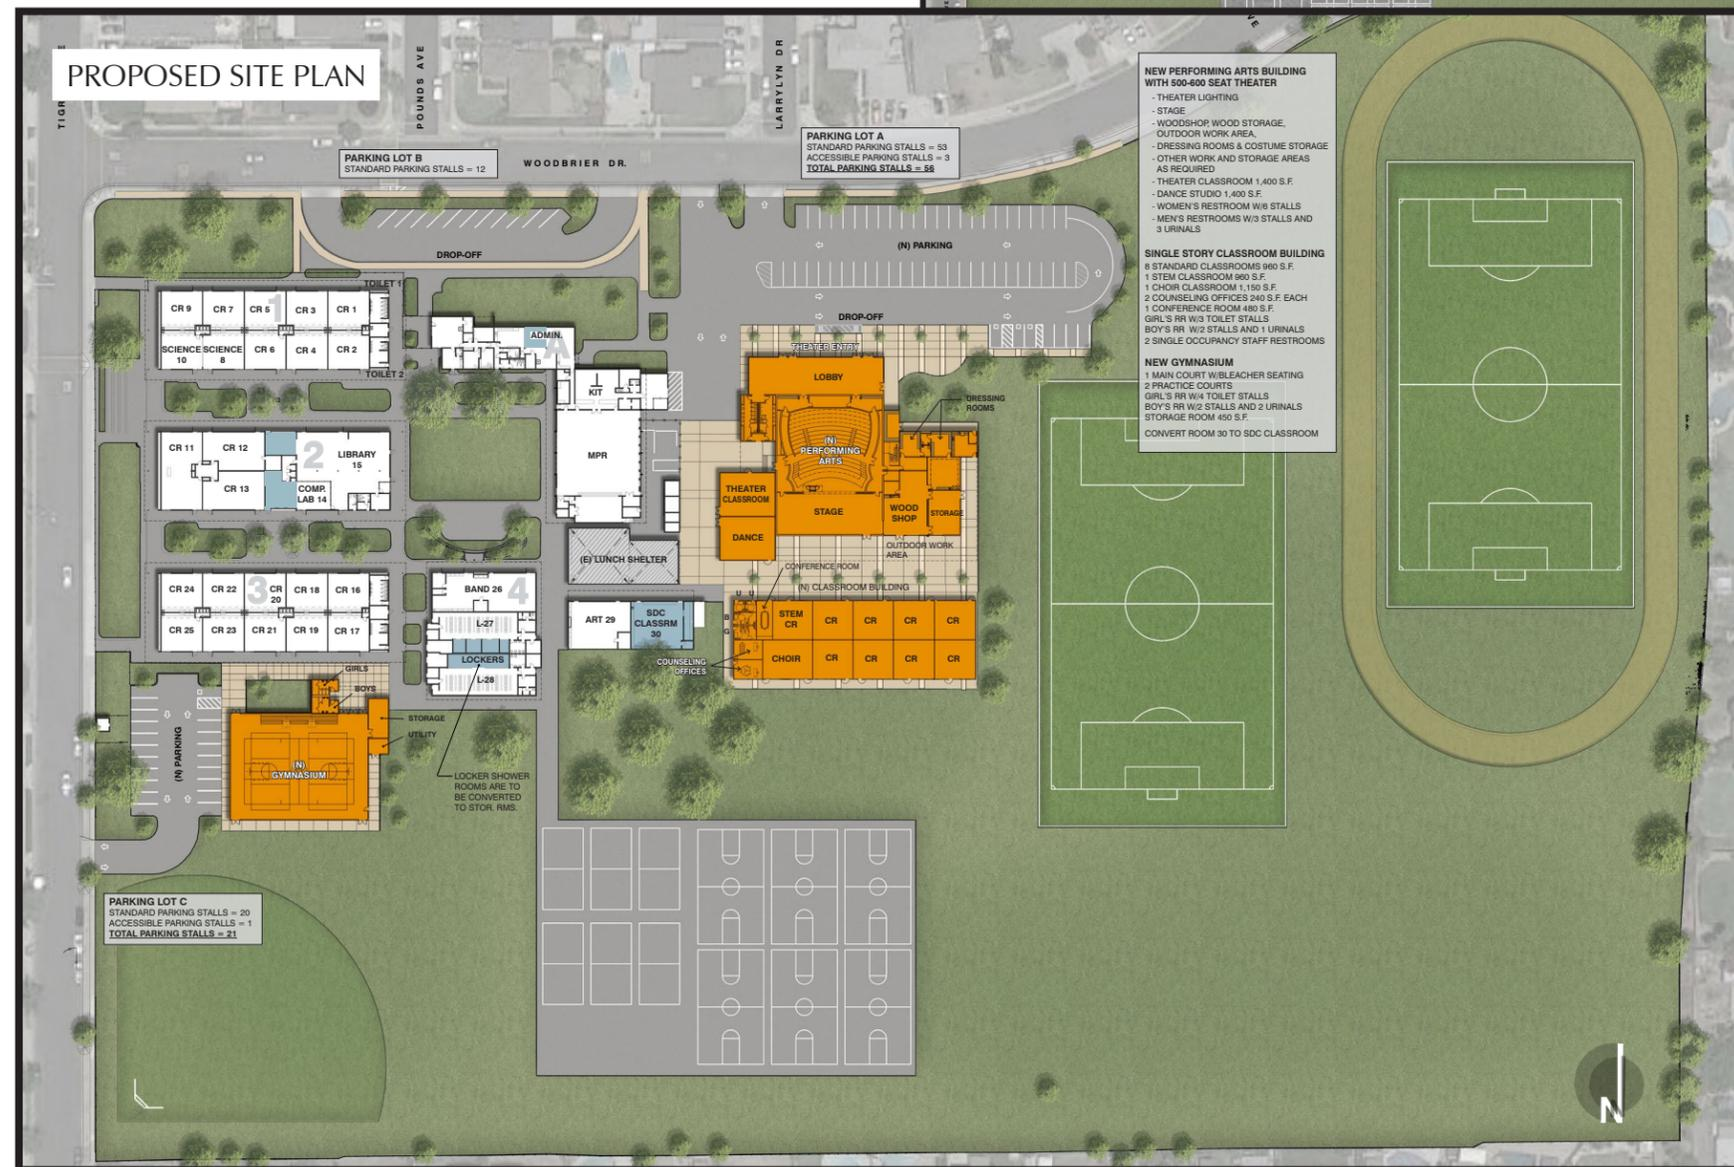 PROPOSED SITE PLAN
POUNDS AVE
LARRYLYN DR
VE
WOODBRIER DR.
PARKING LOT B
STANDARD PARKING STALLS = 12
PARKING LOT A
STANDARD PARKING STALLS = 53
ACCESSIBLE PARKING STALLS = 3
TOTAL PARKING STALLS = 56
NEW PERFORMING ARTS BUILDING
WITH 500-600 SEAT THEATER
- THEATER LIGHTING
- STAGE
- WOODSHOP, WOOD STORAGE,
OUTDOOR WORK AREA,
- DRESSING ROOMS & COSTUME STORAGE
- OTHER WORK AND STORAGE AREAS
AS REQUIRED
- THEATER CLASSROOM 1,400 S.F.
- DANCE STUDIO 1,400 S.F.
- WOMEN'S RESTROOM W/6 STALLS
- MEN'S RESTROOMS W/3 STALLS AND
3 URINALS
SINGLE STORY CLASSROOM BUILDING
8 STANDARD CLASSROOMS 960 S.F.
1 STEM CLASSROOM 960 S.F.
1 CHOIR CLASSROOM 1,150 S.F.
2 COUNSELING OFFICES 240 S.F. EACH
1 CONFERENCE ROOM 480 S.F.
GIRL'S RR W/3 TOILET STALLS
BOY'S RR W/2 STALLS AND 1 URINALS
2 SINGLE OCCUPANCY STAFF RESTROOMS
NEW GYMNASIUM
1 MAIN COURT W/BLEACHER SEATING
2 PRACTICE COURTS
GIRL'S RR W/4 TOILET STALLS
BOY'S RR W/2 STALLS AND 2 URINALS
STORAGE ROOM 450 S.F.
CONVERT ROOM 30 TO SDC CLASSROOM
DROP-OFF
(N) PARKING
DROP-OFF
THEATER ENTRY
TOILET 1
CR 9 CR 7 CR 5 CR 3 CR 1
1
SCIENCE 10 SCIENCE 8 CR 6 CR 4 CR 2
TOILET 2
ADMIN.
A
KIT
MPR
LOBBY
DRESSING
ROOMS
(N)
PERFORMING
ARTS
THEATER
CLASSROOM
STAGE
WOOD
SHOP
STORAGE
DANCE
OUTDOOR WORK
AREA
CR 11 CR 12
2
LIBRARY
15
CR 13
COMP.
LAB 14
(E) LUNCH SHELTER
CONFERENCE ROOM
(N) CLASSROOM BUILDING
CR 24 CR 22 CR 20 CR 18 CR 16
3
CR 25 CR 23 CR 21 CR 19 CR 17
BAND 26
4
L-27
LOCKERS
L-28
ART 29
SDC
CLASSRM
30
U U
B
G
STEM
CR
CR CR CR CR
CHOIR CR CR CR CR
COUNSELING
OFFICES
GIRLS
BOYS
STORAGE
UTILITY
(N) PARKING
(N)
GYMNASIUM
LOCKER SHOWER
ROOMS ARE TO
BE CONVERTED
TO STOR. RMS.
PARKING LOT C
STANDARD PARKING STALLS = 20
ACCESSIBLE PARKING STALLS = 1
TOTAL PARKING STALLS = 21
N